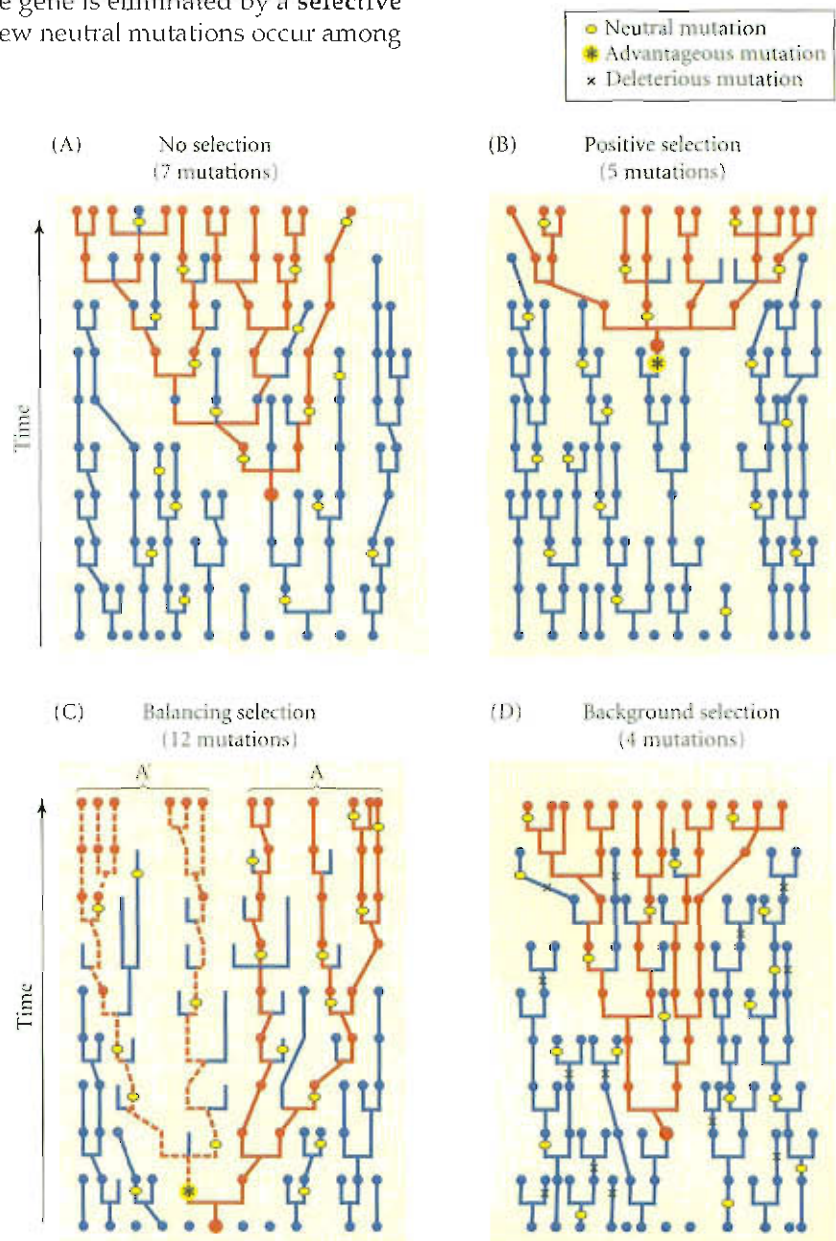 e gene is eliminated by a selective
ew neutral mutations occur among
Neutral mutation
* Advantageous mutation
× Deleterious mutation
(A) No selection
(7 mutations)
(B) Positive selection
(5 mutations)
Time
(C) Balancing selection
(12 mutations)
(D) Background selection
(4 mutations)
A′ A
Time